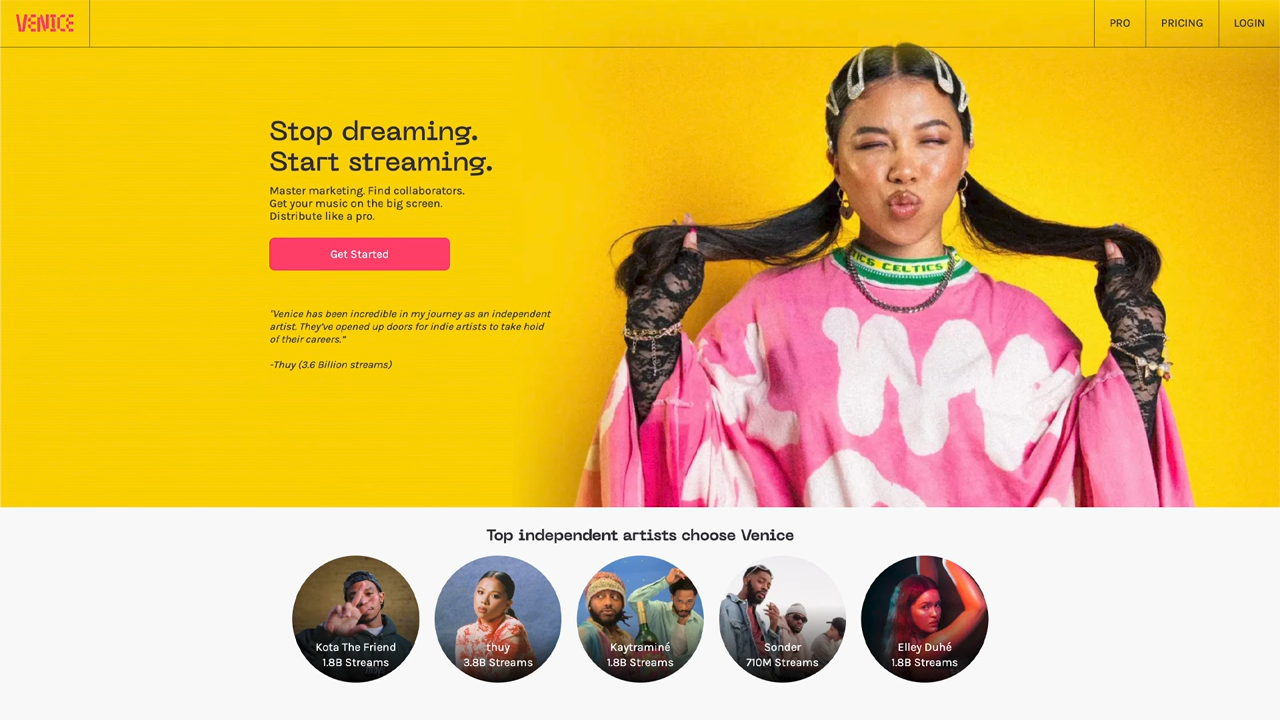 VENICE
PRO
PRICING
LOGIN
Stop dreaming.
Start streaming.
Master marketing. Find collaborators.
Get your music on the big screen.
Distribute like a pro.
Get Started
"Venice has been incredible in my journey as an independent
artist. They've opened up doors for indie artists to take hold
of their careers."
-Thuy (3.6 Billion streams)
CELTICS
Top independent artists choose Venice
Kota The Friend
1.8B Streams
thuy
3.8B Streams
Kaytraminé
1.8B Streams
Sonder
710M Streams
Elley Duhé
1.8B Streams